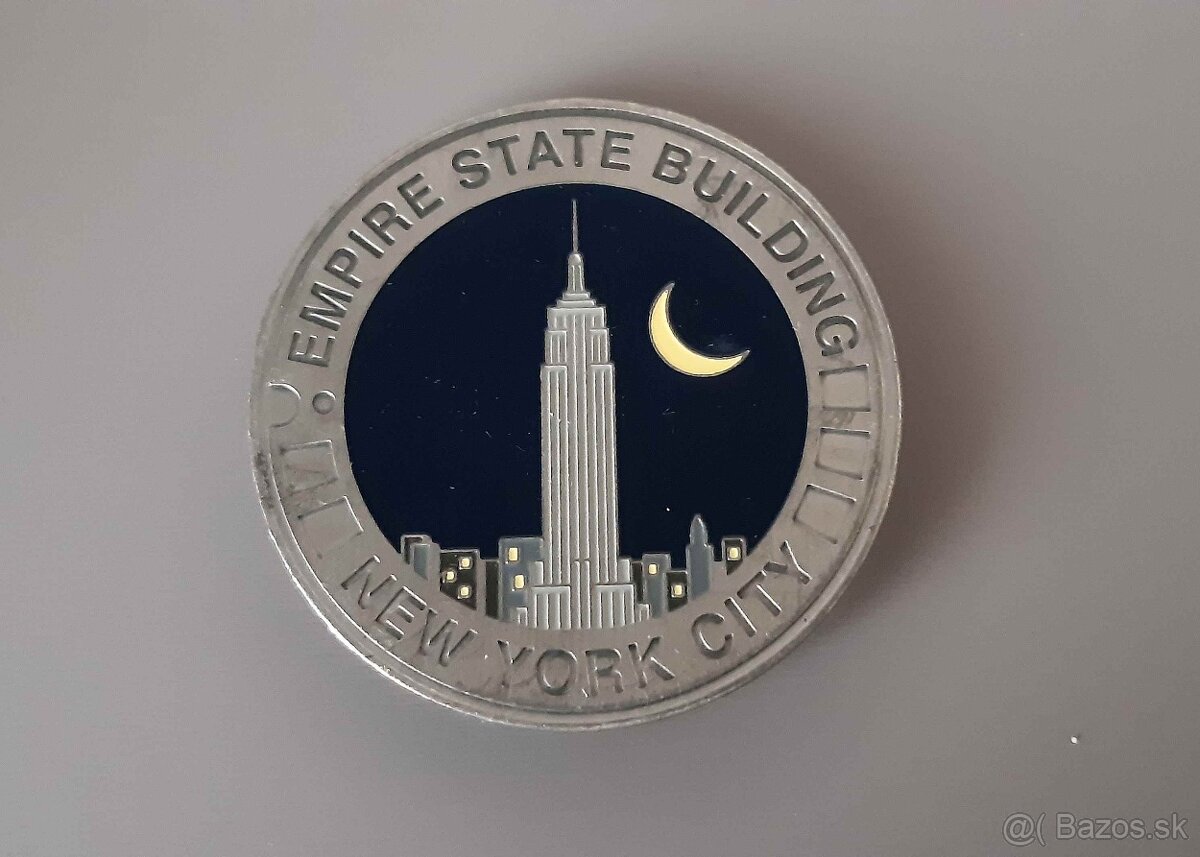 EMPIRE STATE BUILDING
NEW YORK CITY
@( Bazos.sk